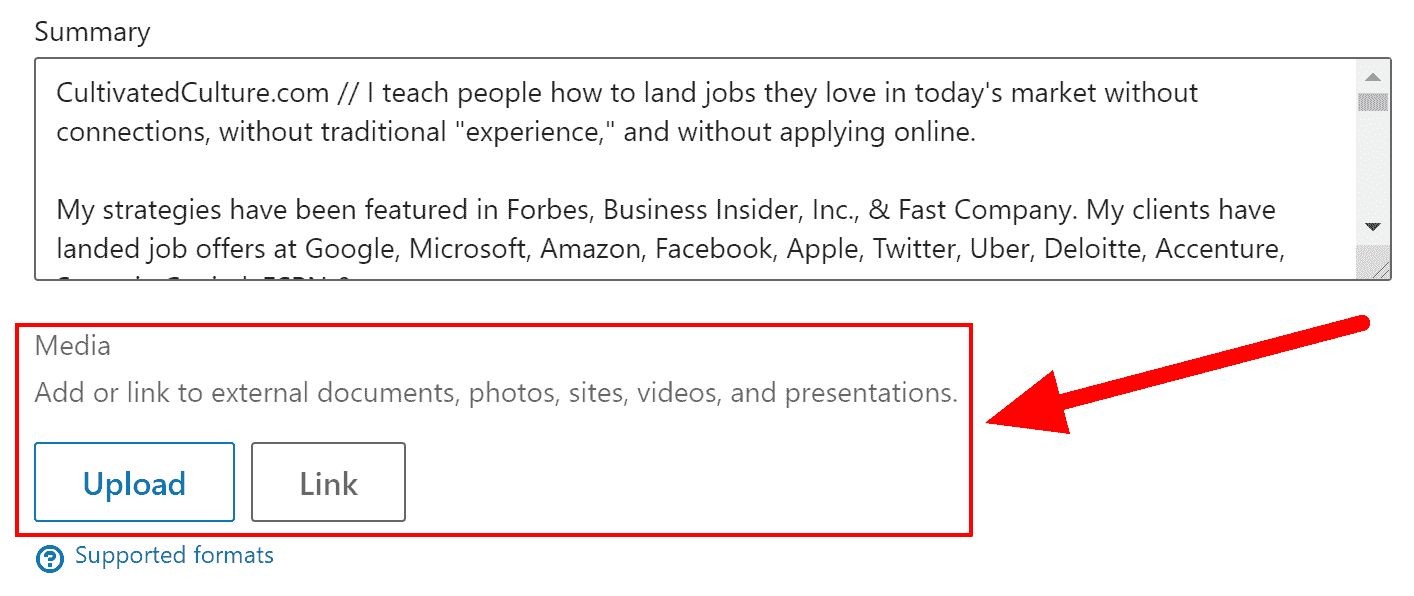 Summary
CultivatedCulture.com // I teach people how to land jobs they love in today's market without
connections, without traditional "experience," and without applying online.
My strategies have been featured in Forbes, Business Insider, Inc., & Fast Company. My clients have
landed job offers at Google, Microsoft, Amazon, Facebook, Apple, Twitter, Uber, Deloitte, Accenture,
Media
Add or link to external documents, photos, sites, videos, and presentations.
Upload
Link
Supported formats